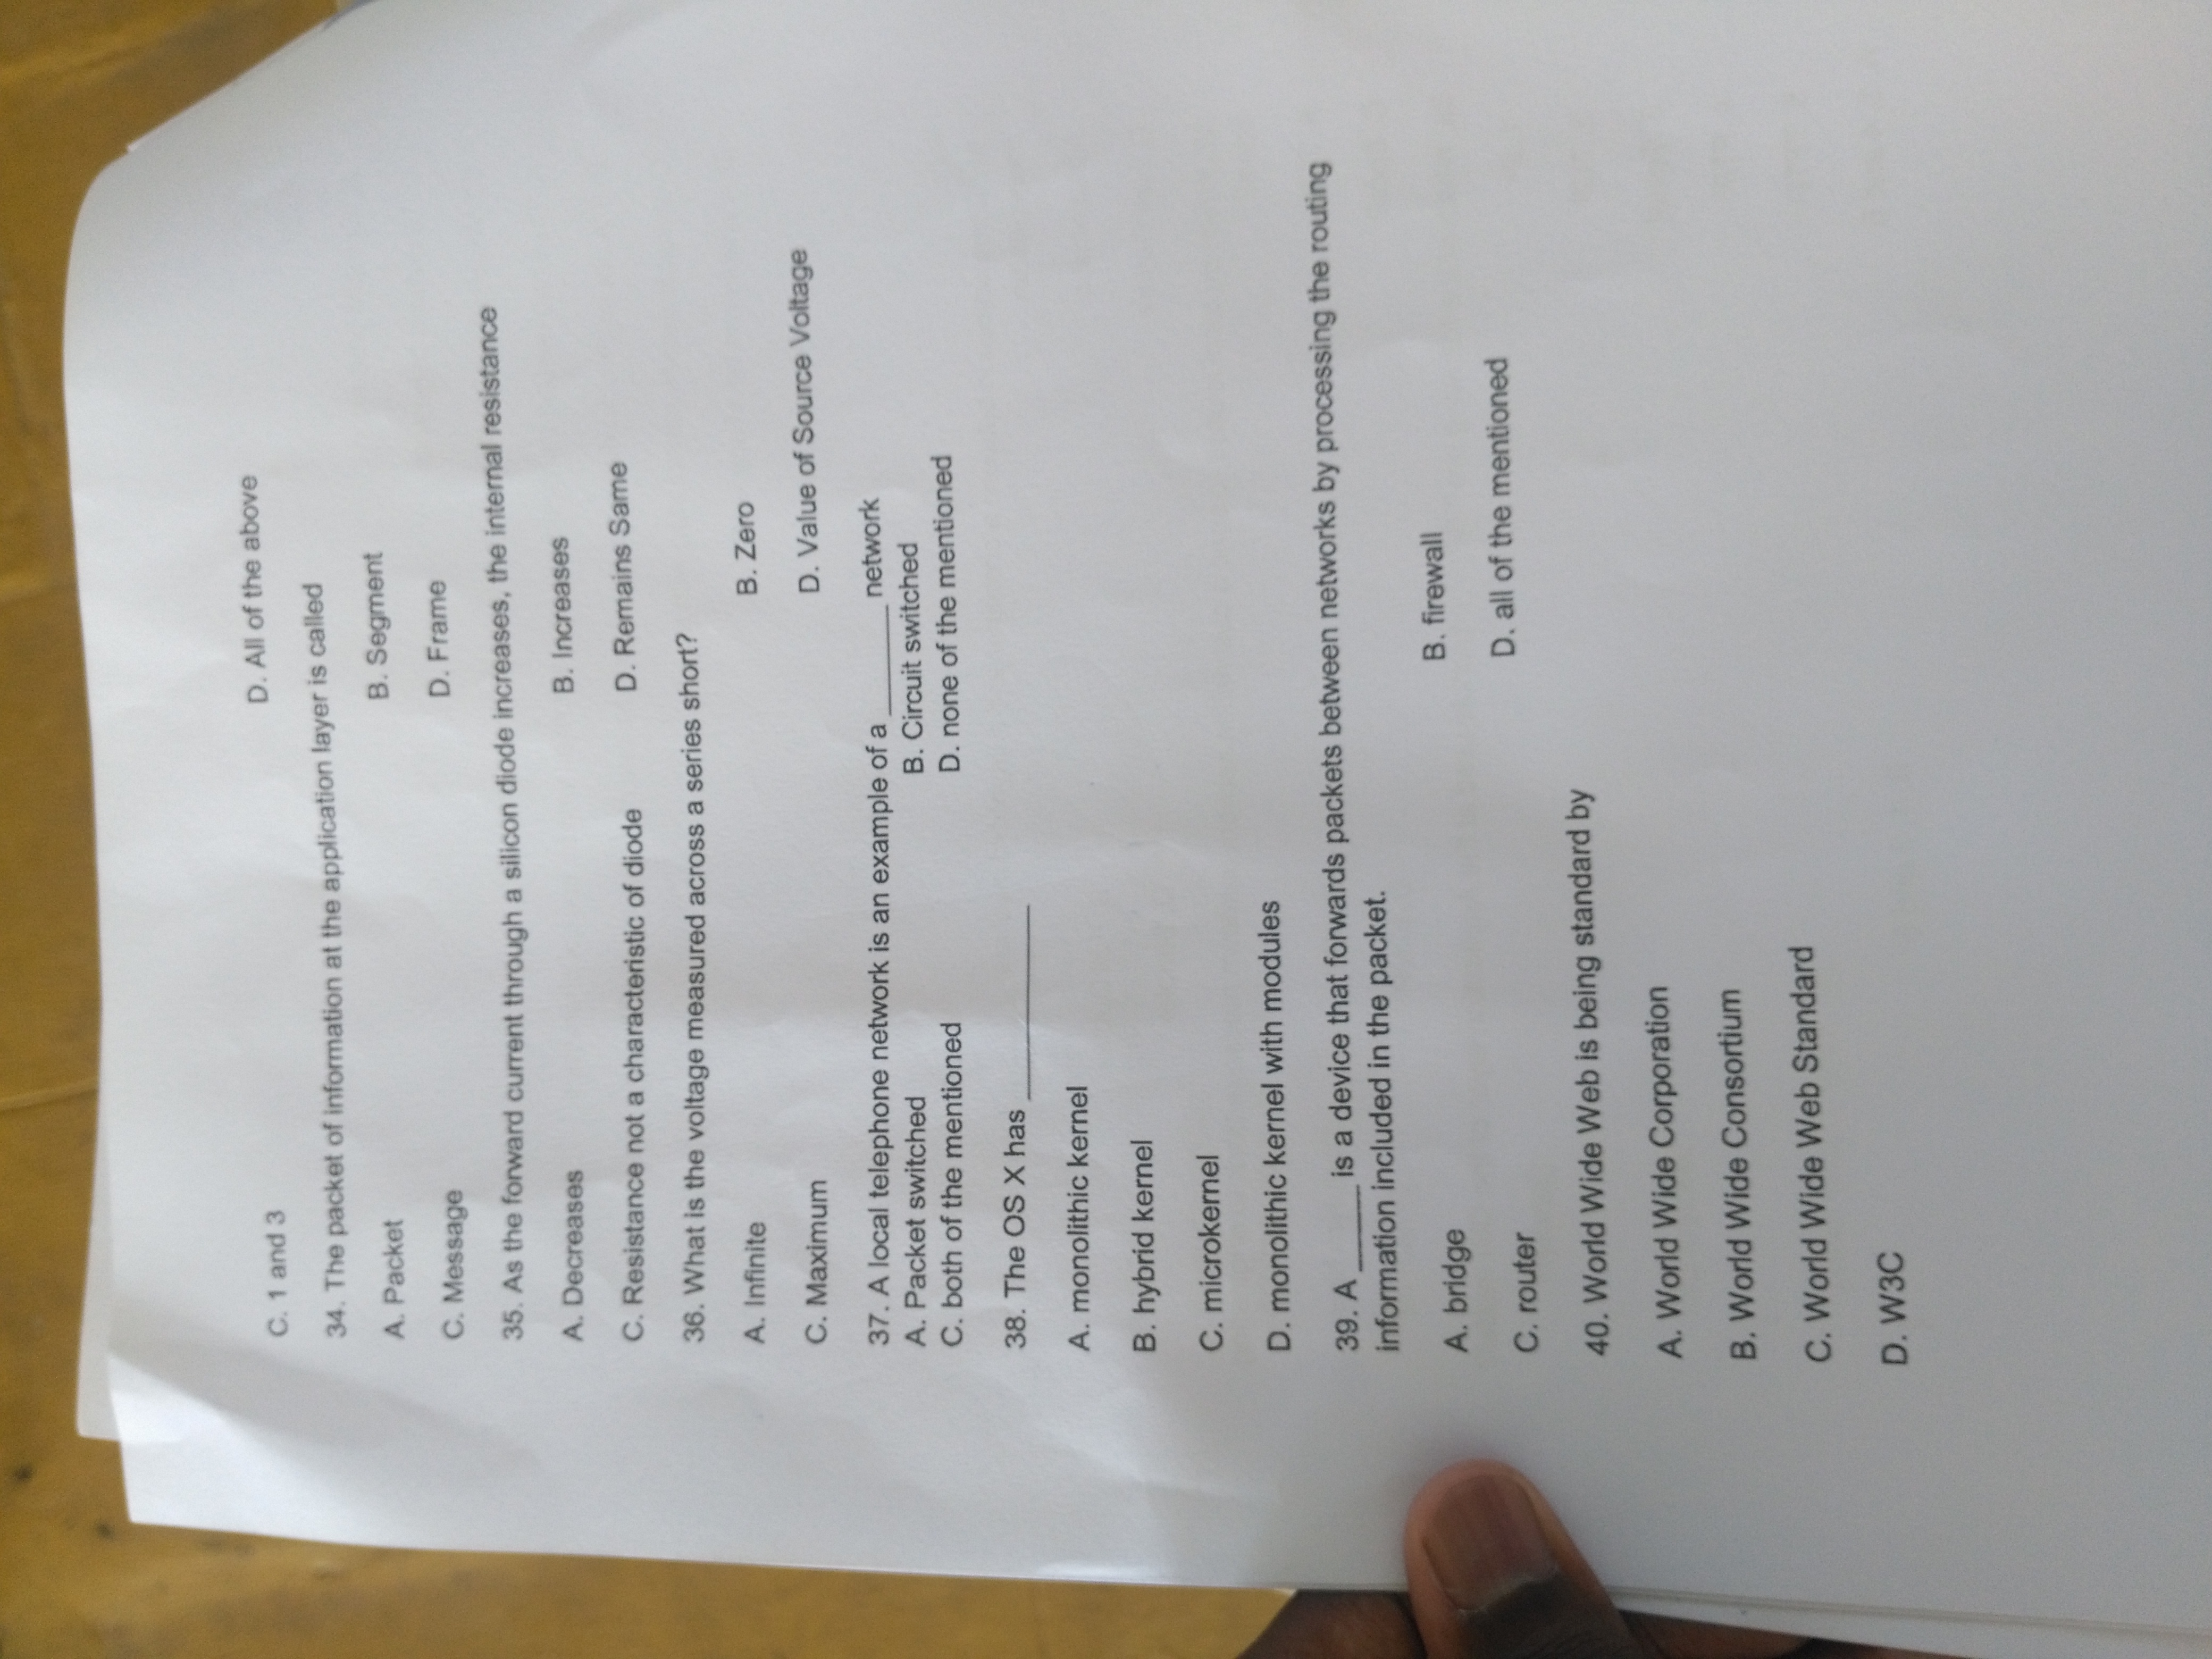 C. 1 and 3 D. All of the above
34. The packet of information at the application layer is called
A. Packet B. Segment
C. Message D. Frame
35. As the forward current through a silicon diode increases, the internal resistance
A. Decreases B. Increases
C. Resistance not a characteristic of diode D. Remains Same
36. What is the voltage measured across a series short?
A. Infinite B. Zero
C. Maximum D. Value of Source Voltage
37. A local telephone network is an example of a _______ network
A. Packet switched B. Circuit switched
C. both of the mentioned D. none of the mentioned
38. The OS X has ____________
A. monolithic kernel
B. hybrid kernel
C. microkernel
D. monolithic kernel with modules
39. A _____ is a device that forwards packets between networks by processing the routing
information included in the packet.
A. bridge B. firewall
C. router D. all of the mentioned
40. World Wide Web is being standard by
A. World Wide Corporation
B. World Wide Consortium
C. World Wide Web Standard
D. W3C